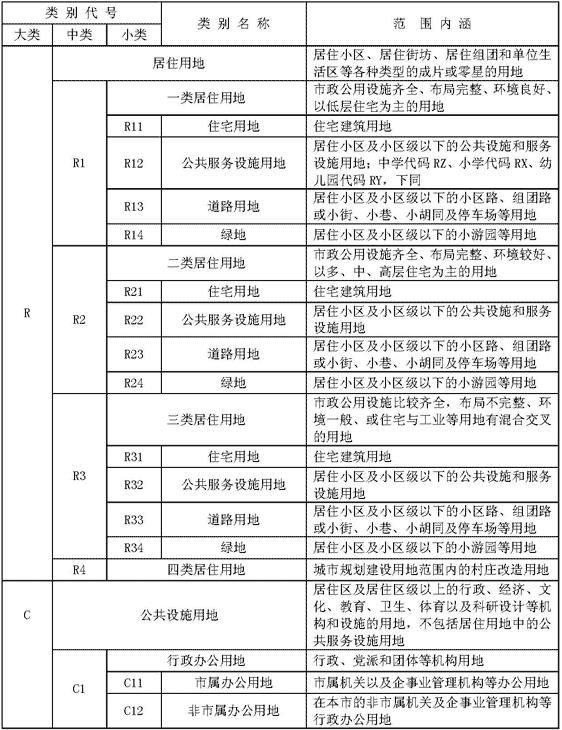 类别代号
类别名称
范围内涵
大类
中类
小类
R
居住用地
居住小区、居住街坊、居住组团和单位生
活区等各种类型的成片或零星的用地
R1
一类居住用地
市政公用设施齐全、布局完整、环境良好、
以低层住宅为主的用地
R11
住宅用地
住宅建筑用地
R12
公共服务设施用地
居住小区及小区级以下的公共设施和服务
设施用地；中学代码RZ、小学代码RX、幼
儿园代码RY，下同
R13
道路用地
居住小区及小区级以下的小区路、组团路
或小街、小巷、小胡同及停车场等用地
R14
绿地
居住小区及小区级以下的小游园等用地
R2
二类居住用地
市政公用设施齐全、布局完整、环境较好、
以多、中、高层住宅为主的用地
R21
住宅用地
住宅建筑用地
R22
公共服务设施用地
居住小区及小区级以下的公共设施和服务
设施用地
R23
道路用地
居住小区及小区级以下的小区路、组团路
或小街、小巷、小胡同及停车场等用地
R24
绿地
居住小区及小区级以下的小游园等用地
R3
三类居住用地
市政公用设施比较齐全，布局不完整、环
境一般、或住宅与工业等用地有混合交叉
的用地
R31
住宅用地
住宅建筑用地
R32
公共服务设施用地
居住小区及小区级以下的公共设施和服务
设施用地
R33
道路用地
居住小区及小区级以下的小区路、组团路
或小街、小巷、小胡同及停车场等用地
R34
绿地
居住小区及小区级以下的小游园等用地
R4
四类居住用地
城市规划建设用地范围内的村庄改造用地
C
公共设施用地
居住区及居住区级以上的行政、经济、文
化、教育、卫生、体育以及科研设计等机
构和设施的用地，不包括居住用地中的公
共服务设施用地
C1
行政办公用地
行政、党派和团体等机构用地
C11
市属办公用地
市属机关以及企事业管理机构等办公用地
C12
非市属办公用地
在本市的非市属机关及企事业管理机构等
行政办公用地